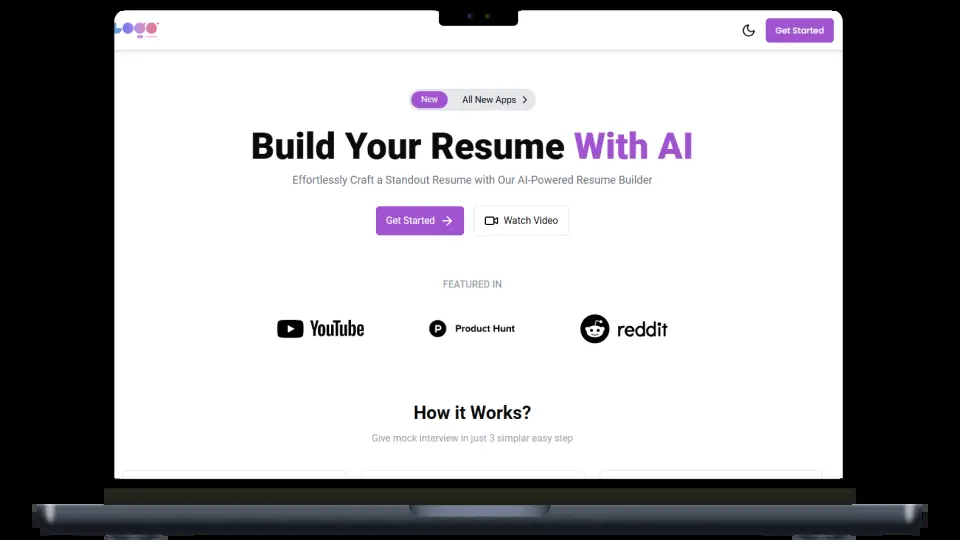 LOGO
Get Started
New All New Apps
Build Your Resume With AI
Effortlessly Craft a Standout Resume with Our AI-Powered Resume Builder
Get Started
Watch Video
FEATURED IN
YouTube
Product Hunt
reddit
How it Works?
Give mock interview in just 3 simplar easy step